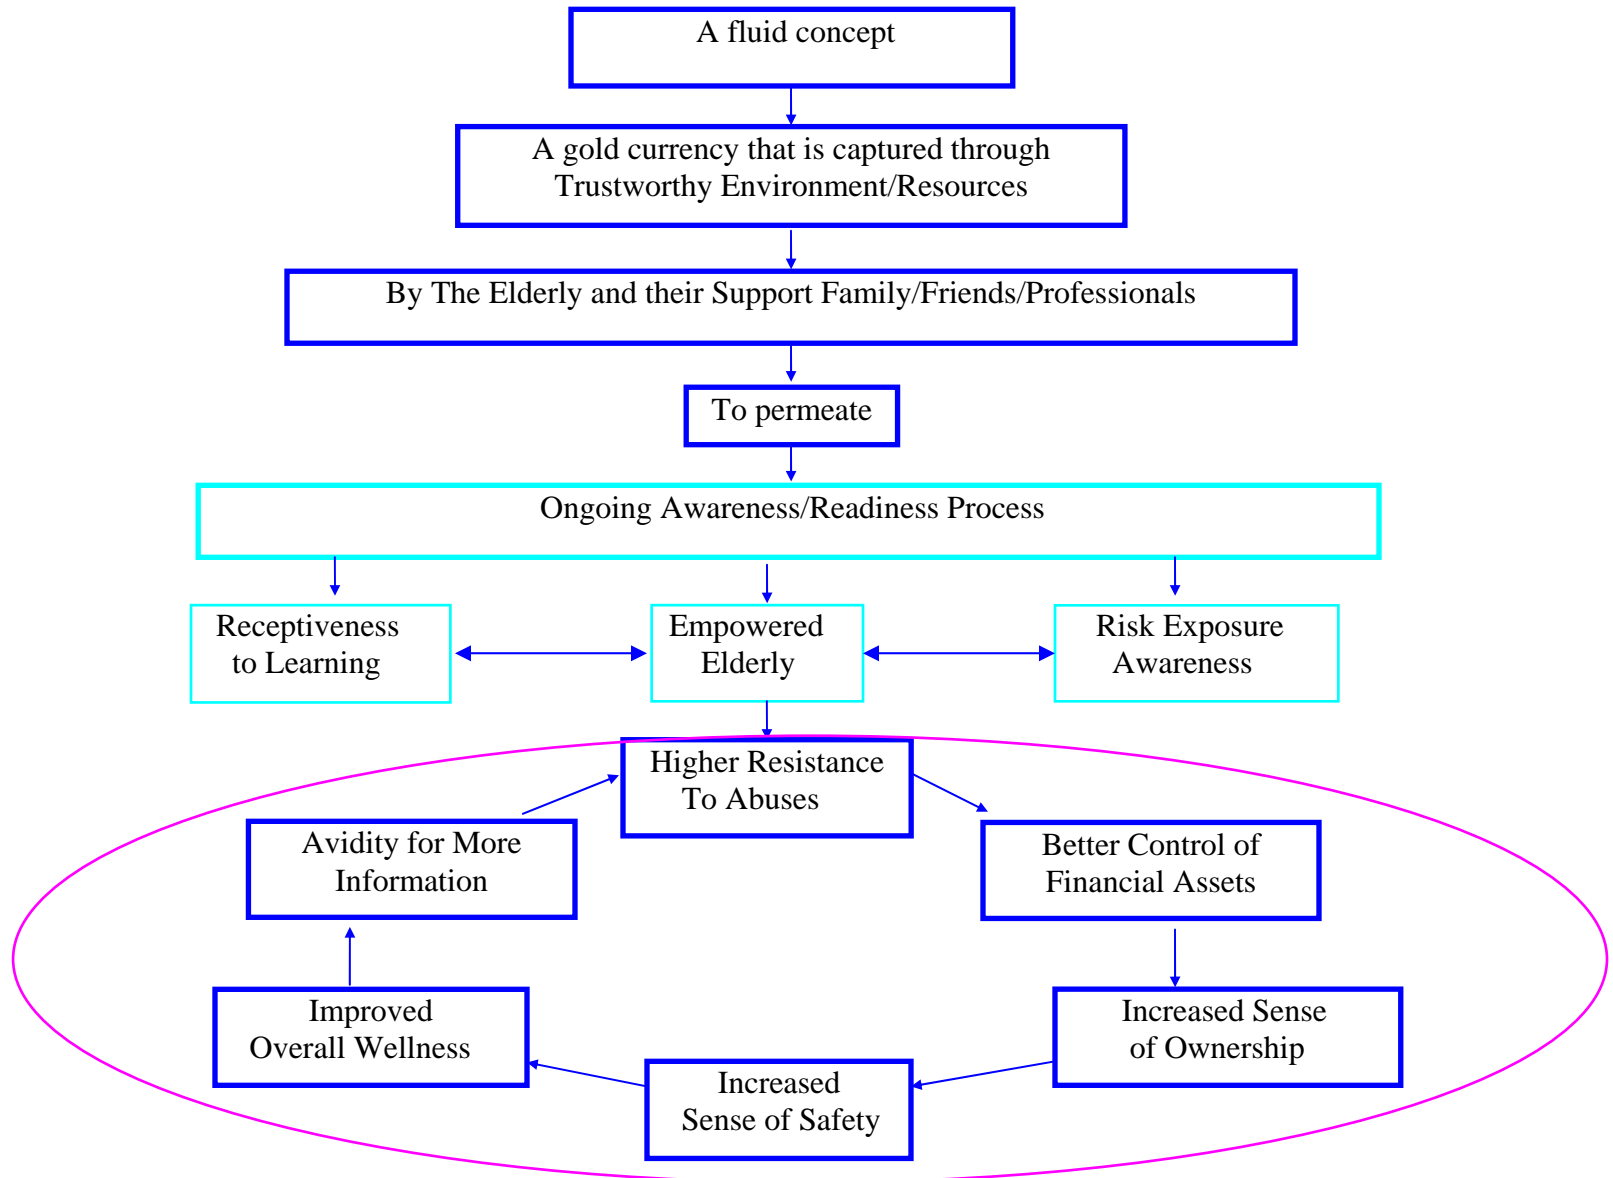 A fluid concept
A gold currency that is captured through
Trustworthy Environment/Resources
By The Elderly and their Support Family/Friends/Professionals
To permeate
Ongoing Awareness/Readiness Process
Receptiveness
to Learning
Empowered
Elderly
Risk Exposure
Awareness
Higher Resistance
To Abuses
Avidity for More
Information
Better Control of
Financial Assets
Improved
Overall Wellness
Increased Sense
of Ownership
Increased
Sense of Safety